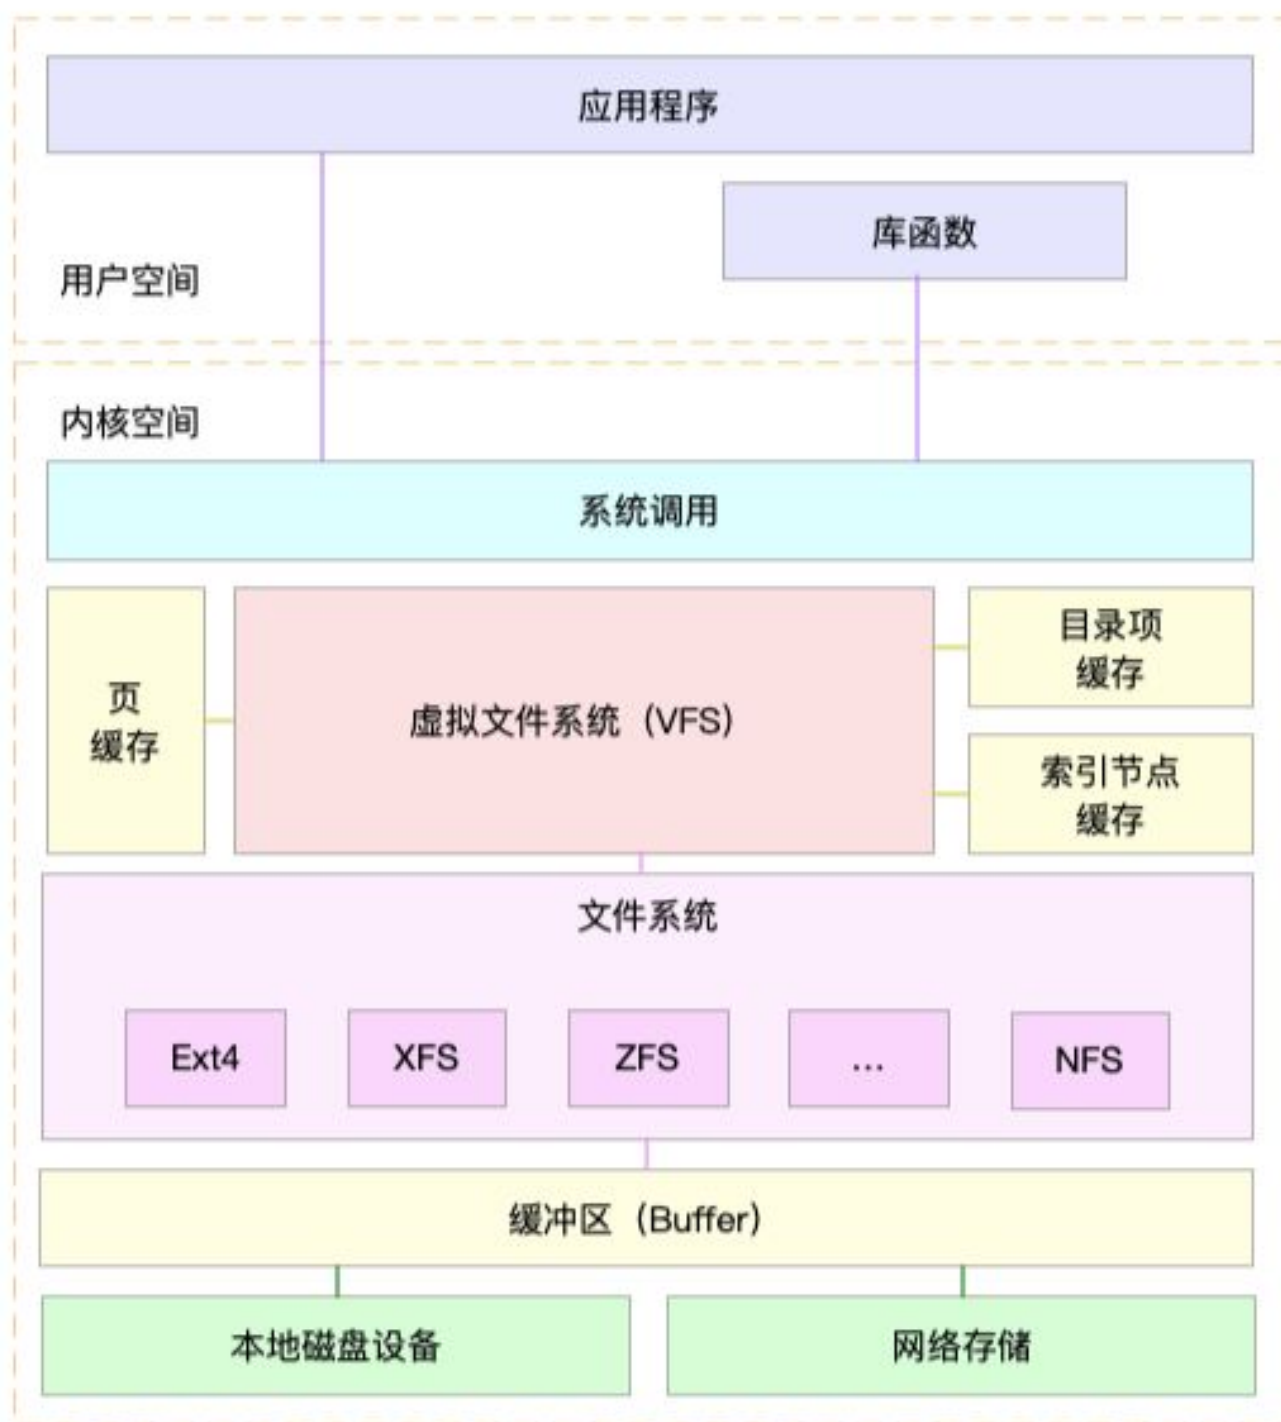 应用程序
库函数
用户空间
内核空间
系统调用
页
缓存
虚拟文件系统（VFS）
目录项
缓存
索引节点
缓存
文件系统
Ext4
XFS
ZFS
...
NFS
缓冲区（Buffer）
本地磁盘设备
网络存储